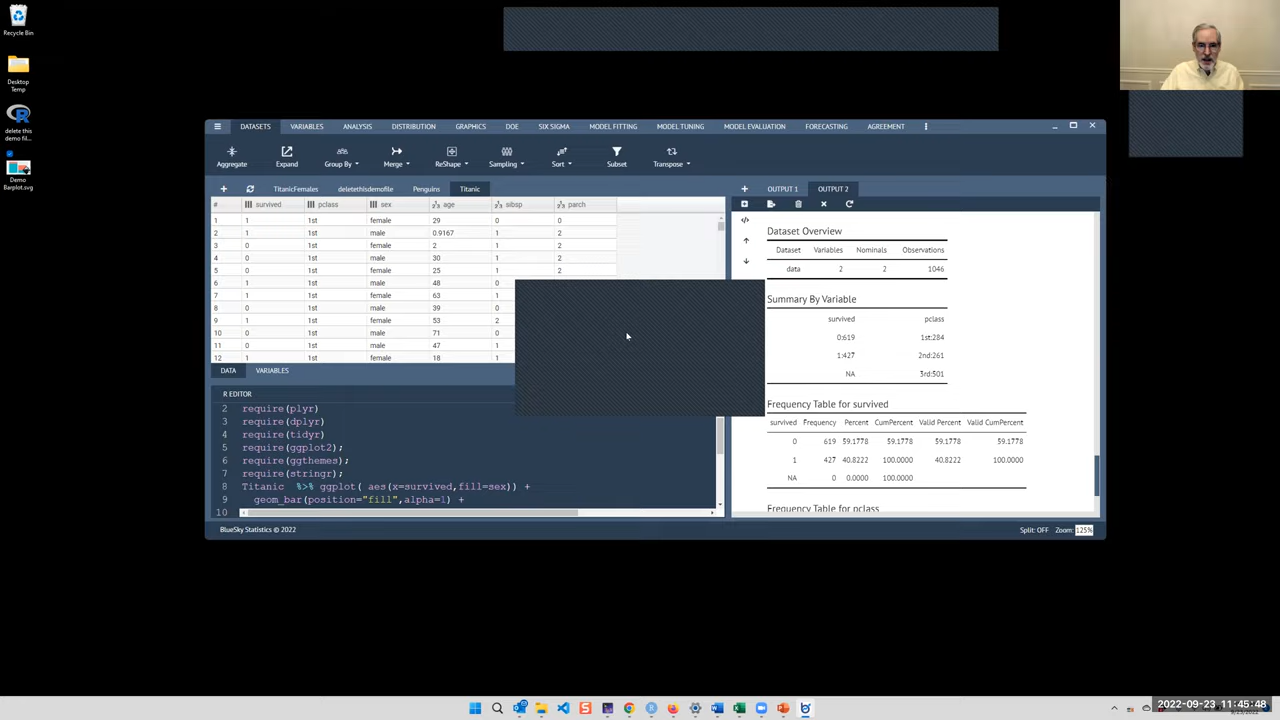 Recycle Bin
Desktop
Temp
delete this
demo fil...
Demo
Barplot.svg
DATASETS VARIABLES ANALYSIS DISTRIBUTION GRAPHICS DOE SIX SIGMA MODEL FITTING MODEL TUNING MODEL EVALUATION FORECASTING AGREEMENT
Aggregate Expand Group By Merge ReShape Sampling Sort Subset Transpose
TitanicFemales deletethisdemofile Penguins Titanic
# survived pclass sex age sibsp parch
1 1 1st female 29 0 0
2 1 1st male 0.9167 1 2
3 0 1st female 2 1 2
4 0 1st male 30 1 2
5 0 1st female 25 1 2
6 1 1st male 48 0
7 1 1st female 63 1
8 0 1st male 39 0
9 1 1st female 53 2
10 0 1st male 71 0
11 0 1st male 47 1
12 1 1st female 18 1
DATA VARIABLES
R EDITOR
2 require(plyr)
3 require(dplyr)
4 require(tidyr)
5 require(ggplot2);
6 require(ggthemes);
7 require(stringr);
8 Titanic %>% ggplot( aes(x=survived,fill=sex)) +
9 geom_bar(position="fill",alpha=1) +
10
OUTPUT 1 OUTPUT 2
Dataset Overview
Dataset Variables Nominals Observations
data 2 2 1046
Summary By Variable
survived pclass
0:619 1st:284
1:427 2nd:261
NA 3rd:501
Frequency Table for survived
survived Frequency Percent CumPercent Valid Percent Valid CumPercent
0 619 59.1778 59.1778 59.1778 59.1778
1 427 40.8222 100.0000 40.8222 100.0000
NA 0 0.0000 100.0000
Frequency Table for pclass
BlueSky Statistics © 2022
Split: OFF Zoom: 125%
2022-09-23 11:45:48